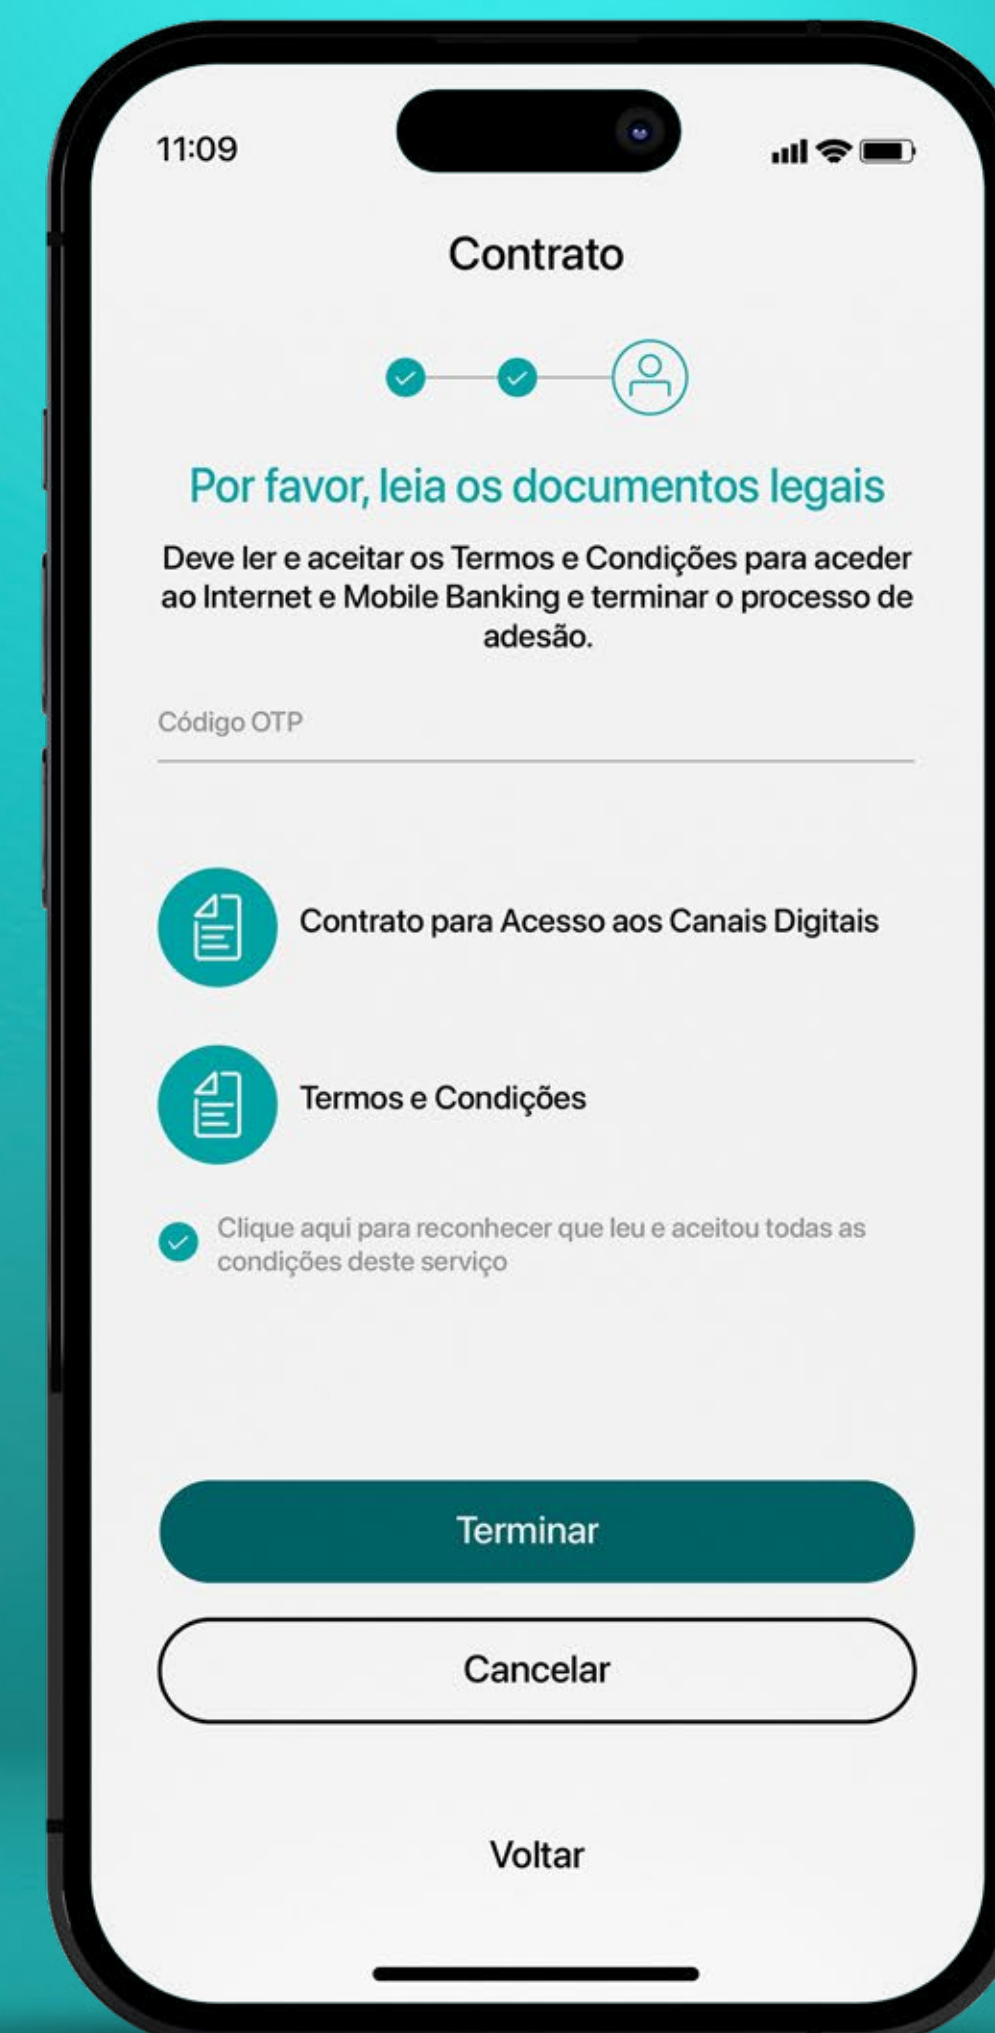 11:09
Contrato
Por favor, leia os documentos legais
Deve ler e aceitar os Termos e Condições para aceder
ao Internet e Mobile Banking e terminar o processo de
adesão.
Código OTP
Contrato para Acesso aos Canais Digitais
Termos e Condições
Clique aqui para reconhecer que leu e aceitou todas as
condições deste serviço
Terminar
Cancelar
Voltar